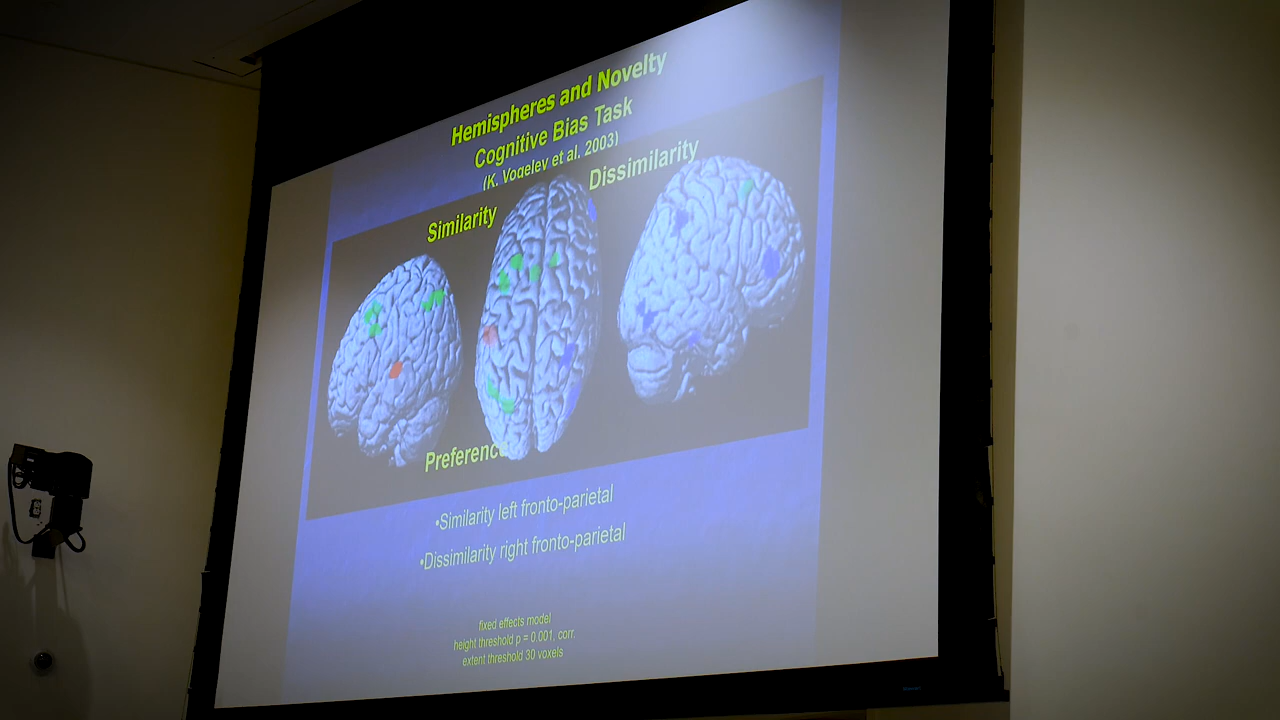 Hemispheres and Novelty
Cognitive Bias Task
(K. Vogeley et al. 2003)
Dissimilarity
Similarity
Preference
•Similarity left fronto-parietal
•Dissimilarity right fronto-parietal
fixed effects model
height threshold p = 0.001, corr.
extent threshold 30 voxels